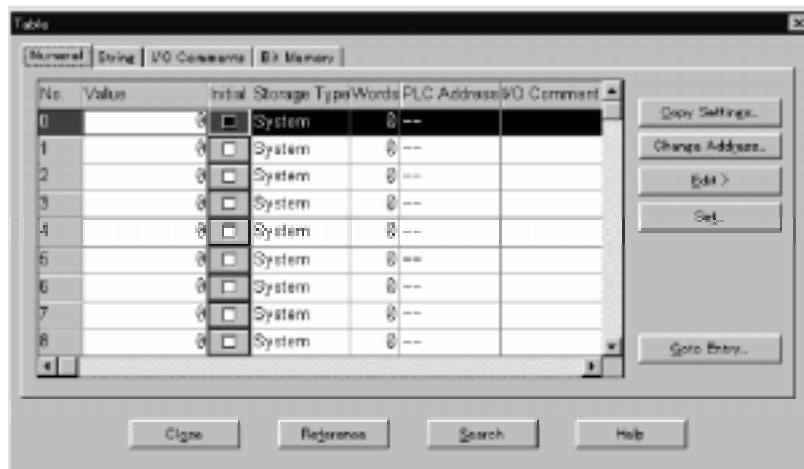 Table
Numeral String I/O Comments Bit Memory
No. Value Initial Storage Type Words PLC Address I/O Comment
0 0 System 0 --
1 0 System 0 --
2 0 System 0 --
3 0 System 0 --
4 0 System 0 --
5 0 System 0 --
6 0 System 0 --
7 0 System 0 --
8 0 System 0 --
Copy Settings..
Change Address..
Edit >
Set..
Goto Entry..
Close Reference Search Help